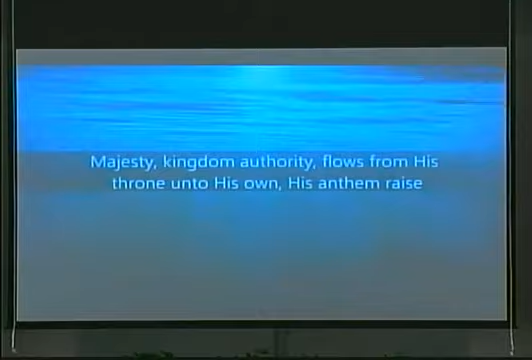 Majesty, kingdom authority, flows from His
throne unto His own, His anthem raise